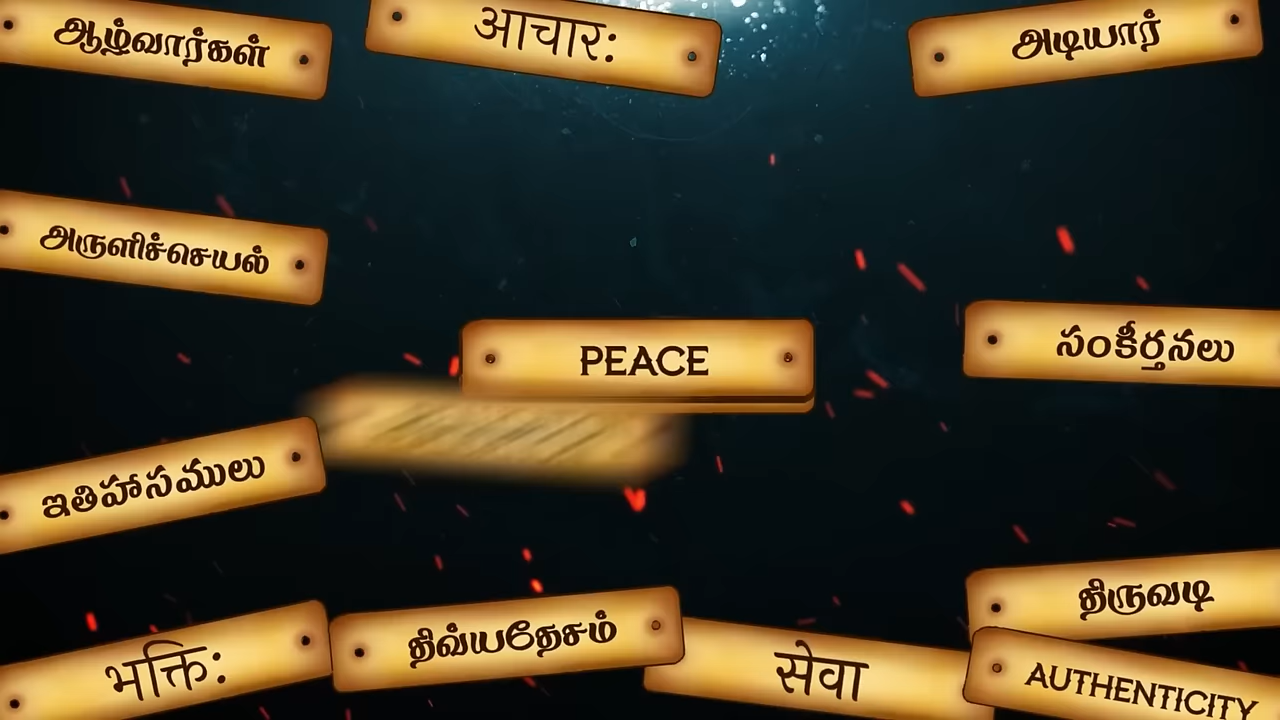 ஆழ்வார்கள்
आचार:
அடியார்
அருளிச்செயல்
PEACE
సంకీర్తనలు
ఇతిహాసములు
திருவடி
திவ்யதேசம்
भक्ति:
सेवा
AUTHENTICITY